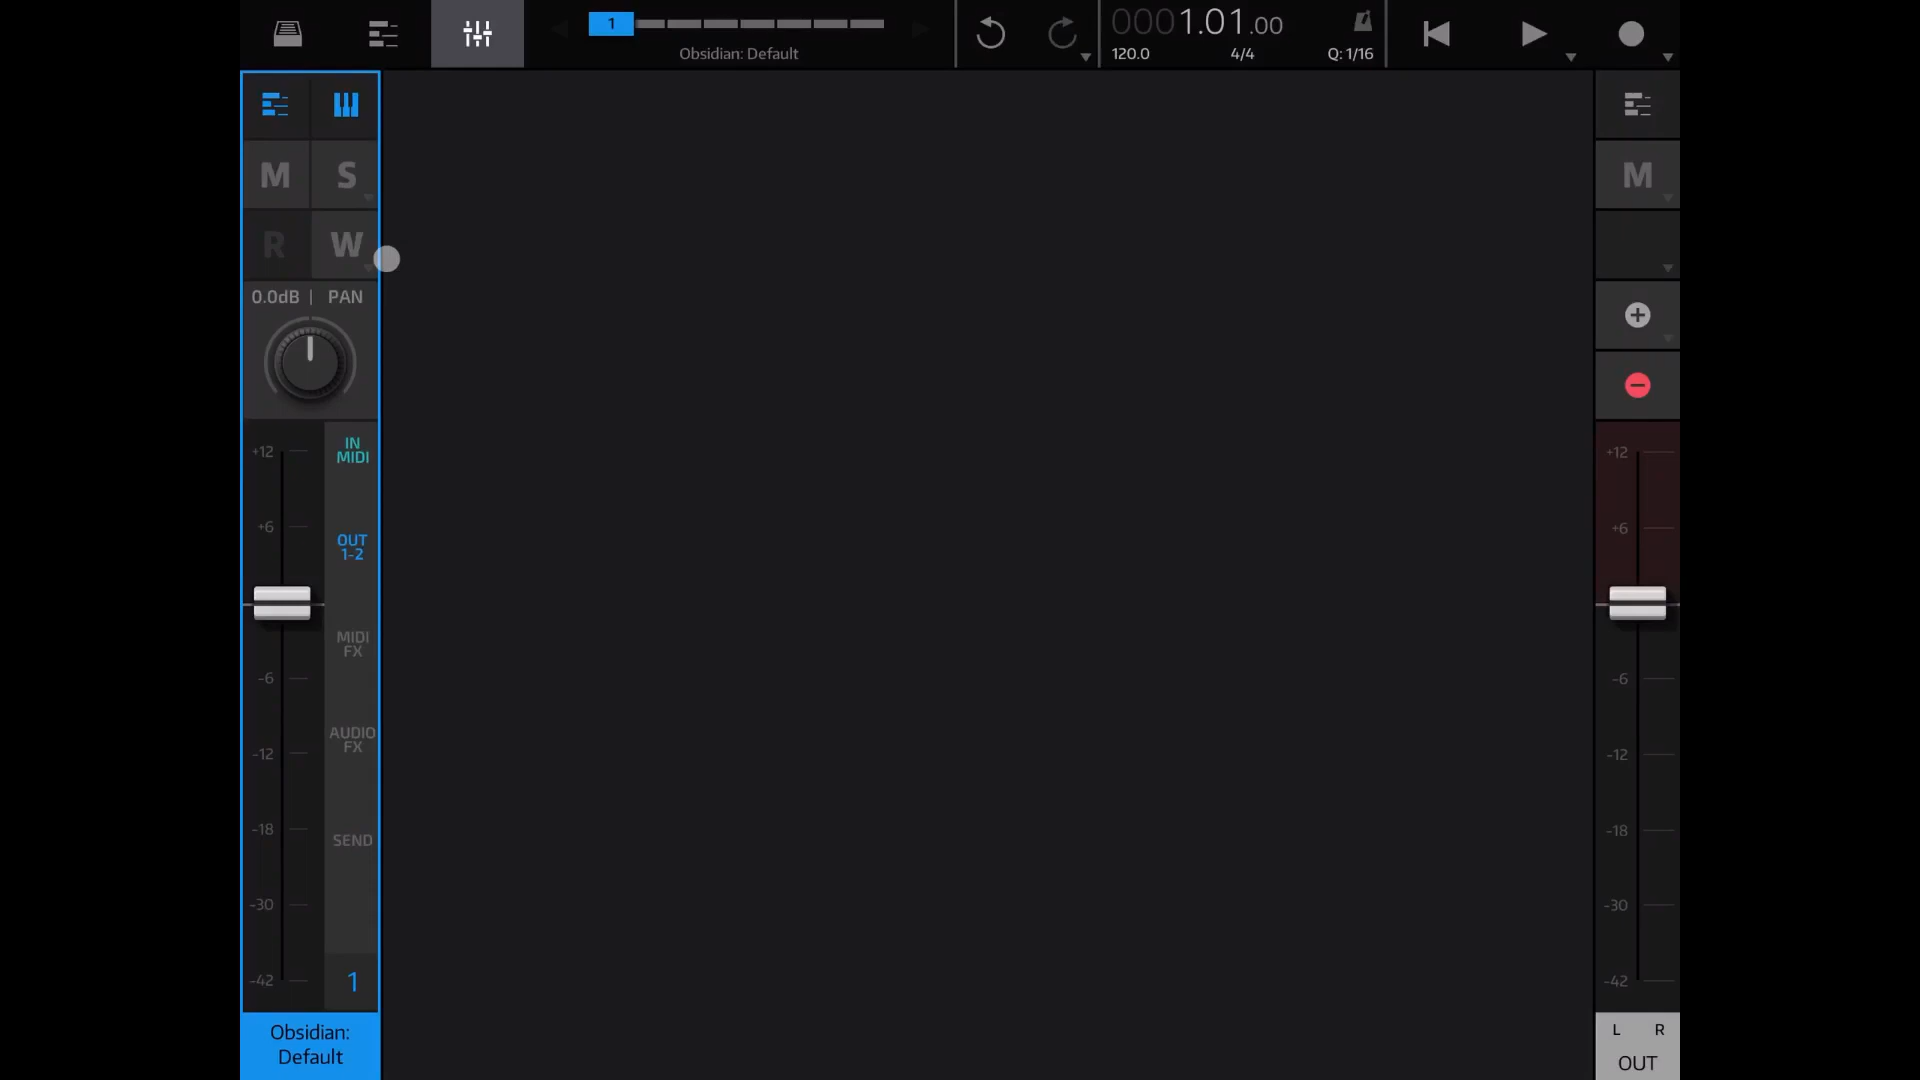 1
Obsidian: Default
0001.01.00
120.0
4/4
Q: 1/16
M
S
R
W
0.0dB | PAN
+12
+6
-6
-12
-18
-30
-42
IN
MIDI
OUT
1-2
MIDI
FX
AUDIO
FX
SEND
1
Obsidian:
Default
M
+12
+6
-6
-12
-18
-30
-42
L R
OUT